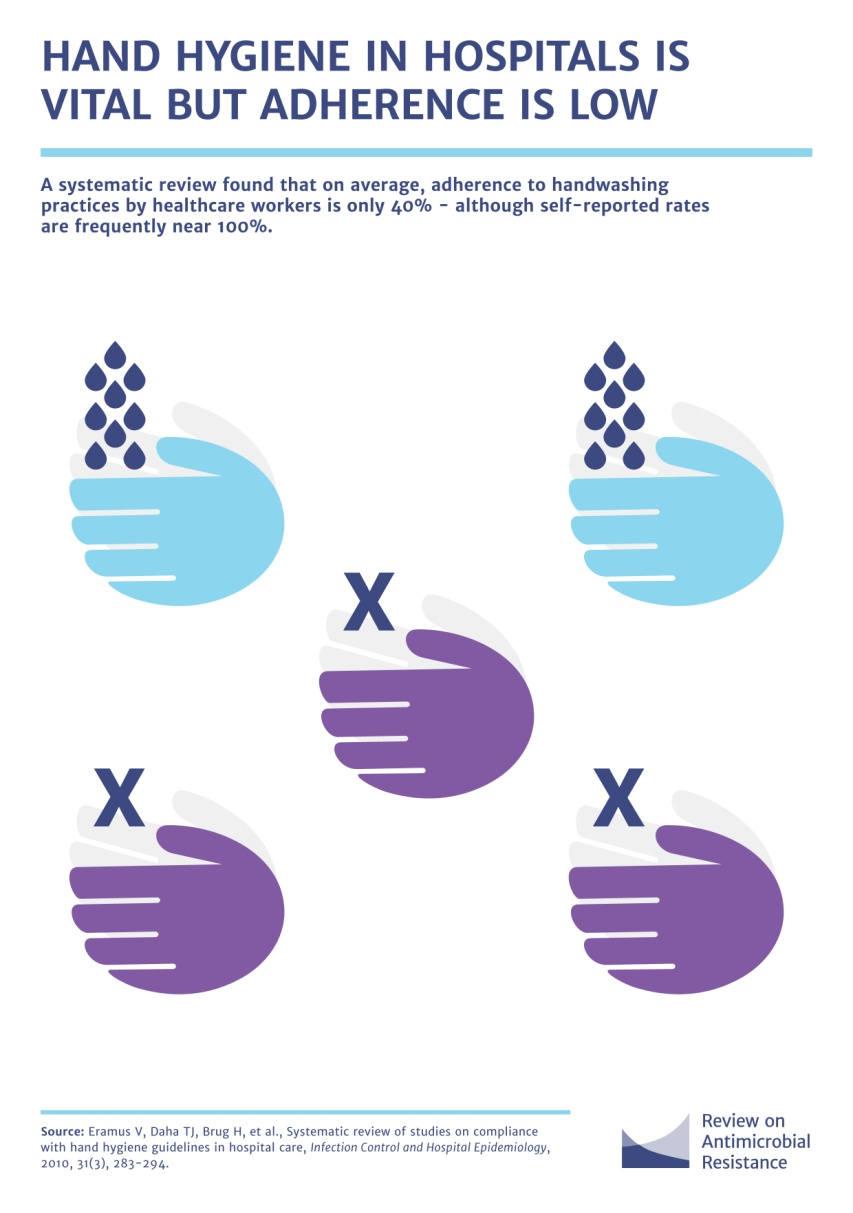 HAND HYGIENE IN HOSPITALS IS
VITAL BUT ADHERENCE IS LOW
A systematic review found that on average, adherence to handwashing
practices by healthcare workers is only 40% - although self-reported rates
are frequently near 100%.
X
X
X
Source: Eramus V, Daha TJ, Brug H, et al., Systematic review of studies on compliance
with hand hygiene guidelines in hospital care, Infection Control and Hospital Epidemiology,
2010, 31(3), 283-294.
Review on
Antimicrobial
Resistance